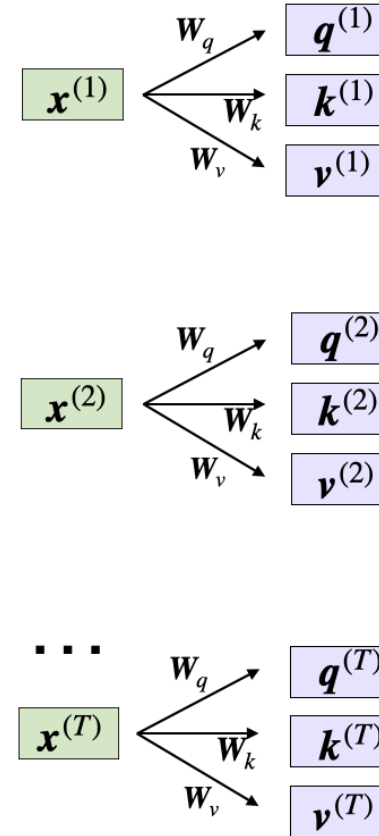 W_q q^(1)
x^(1) W_k k^(1)
W_v v^(1)
W_q q^(2)
x^(2) W_k k^(2)
W_v v^(2)
...
W_q q^(T)
x^(T) W_k k^(T)
W_v v^(T)